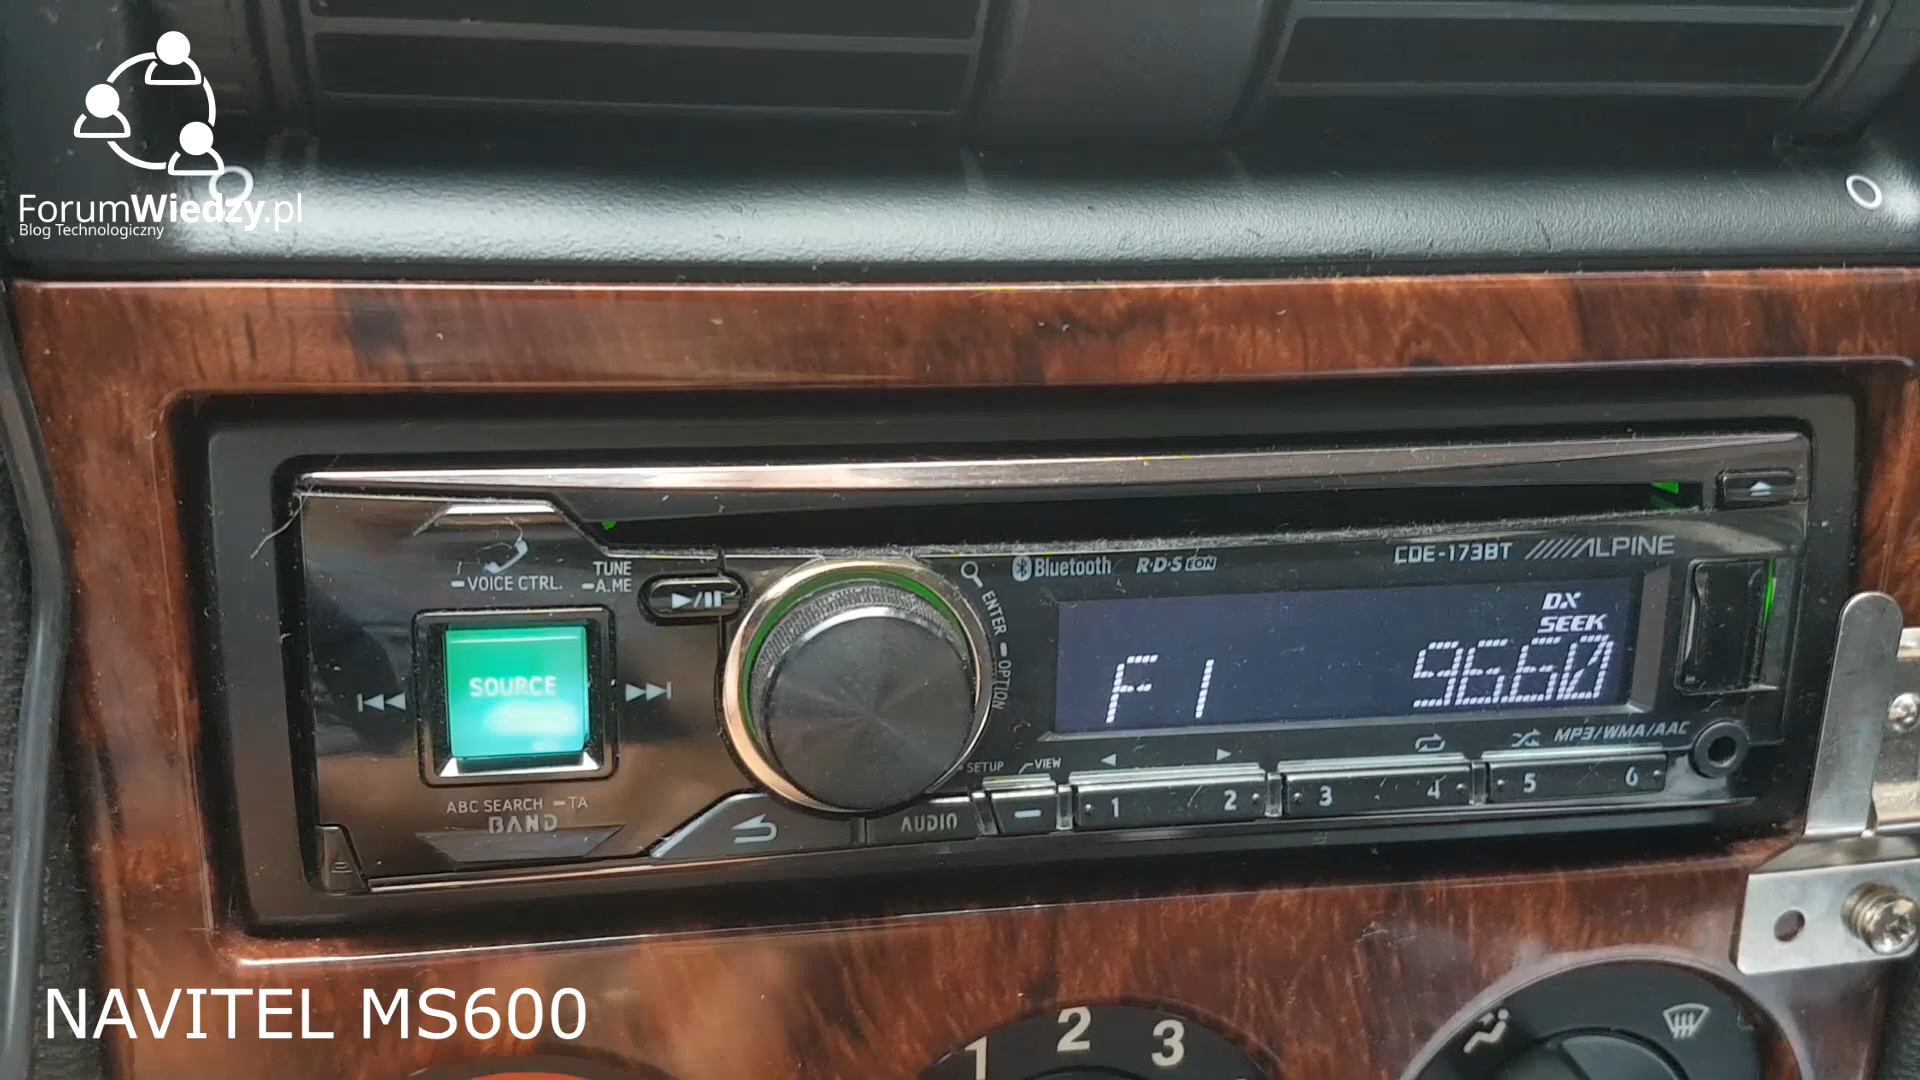 ForumWiedzy.pl
Blog Technologiczny
CDE-173BT ALPINE
Bluetooth R·D·S EON
TUNE
VOICE CTRL. A.ME
ENTER OPTION
DX
SEEK
SOURCE
F1 9660
MP3/WMA/AAC
SETUP VIEW
ABC SEARCH TA
BAND
AUDIO
1 2 3 4 5 6
NAVITEL MS600
1 2 3